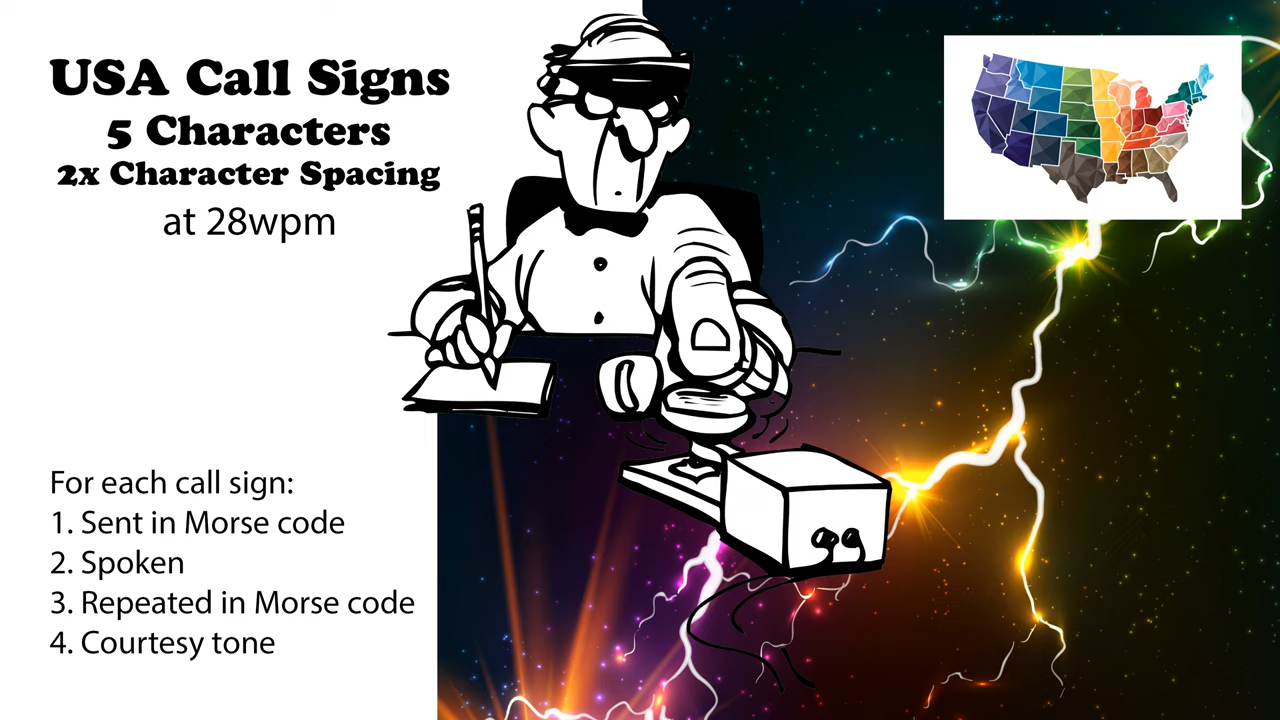 USA Call Signs
5 Characters
2x Character Spacing
at 28wpm
For each call sign:
1. Sent in Morse code
2. Spoken
3. Repeated in Morse code
4. Courtesy tone